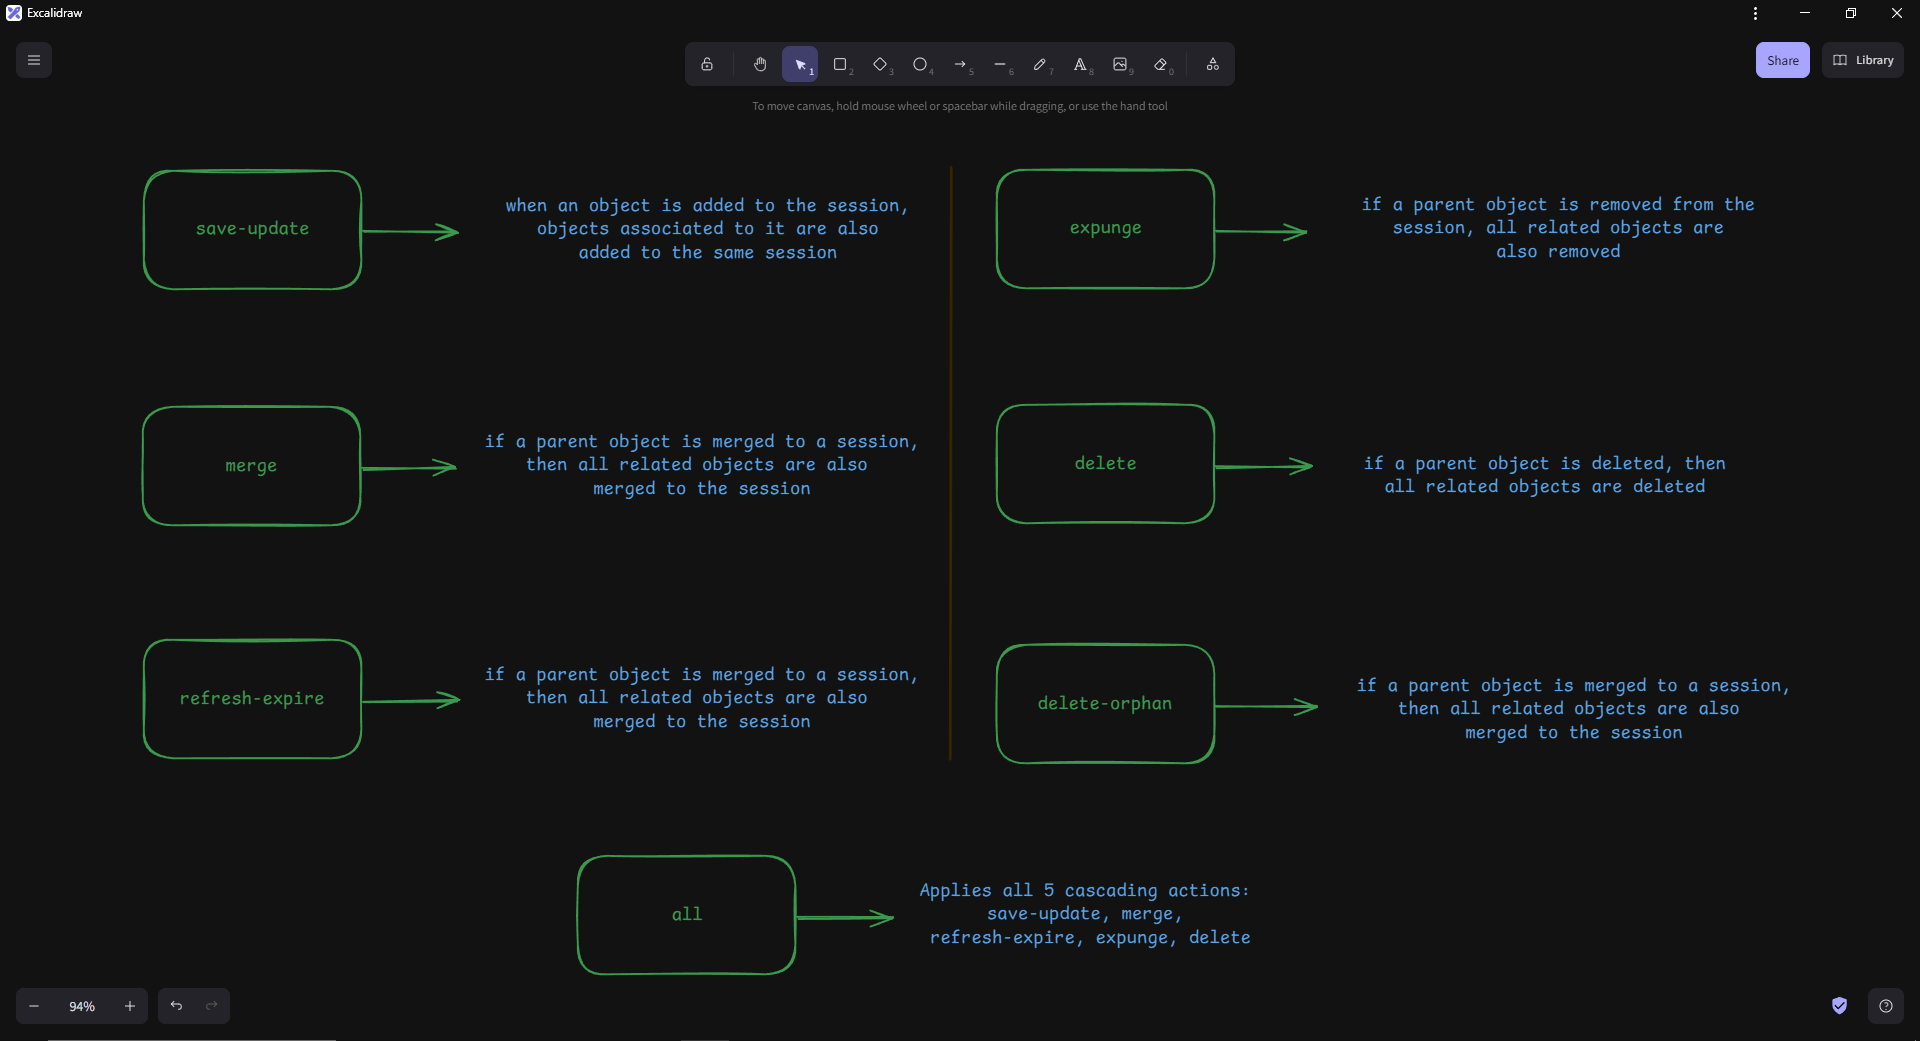 Excalidraw
1
2
3
4
5
6
7
8
9
0
Share
Library
To move canvas, hold mouse wheel or spacebar while dragging, or use the hand tool
save-update
when an object is added to the session,
objects associated to it are also
added to the same session
expunge
if a parent object is removed from the
session, all related objects are
also removed
merge
if a parent object is merged to a session,
then all related objects are also
merged to the session
delete
if a parent object is deleted, then
all related objects are deleted
refresh-expire
if a parent object is merged to a session,
then all related objects are also
merged to the session
delete-orphan
if a parent object is merged to a session,
then all related objects are also
merged to the session
all
Applies all 5 cascading actions:
save-update, merge,
refresh-expire, expunge, delete
94%